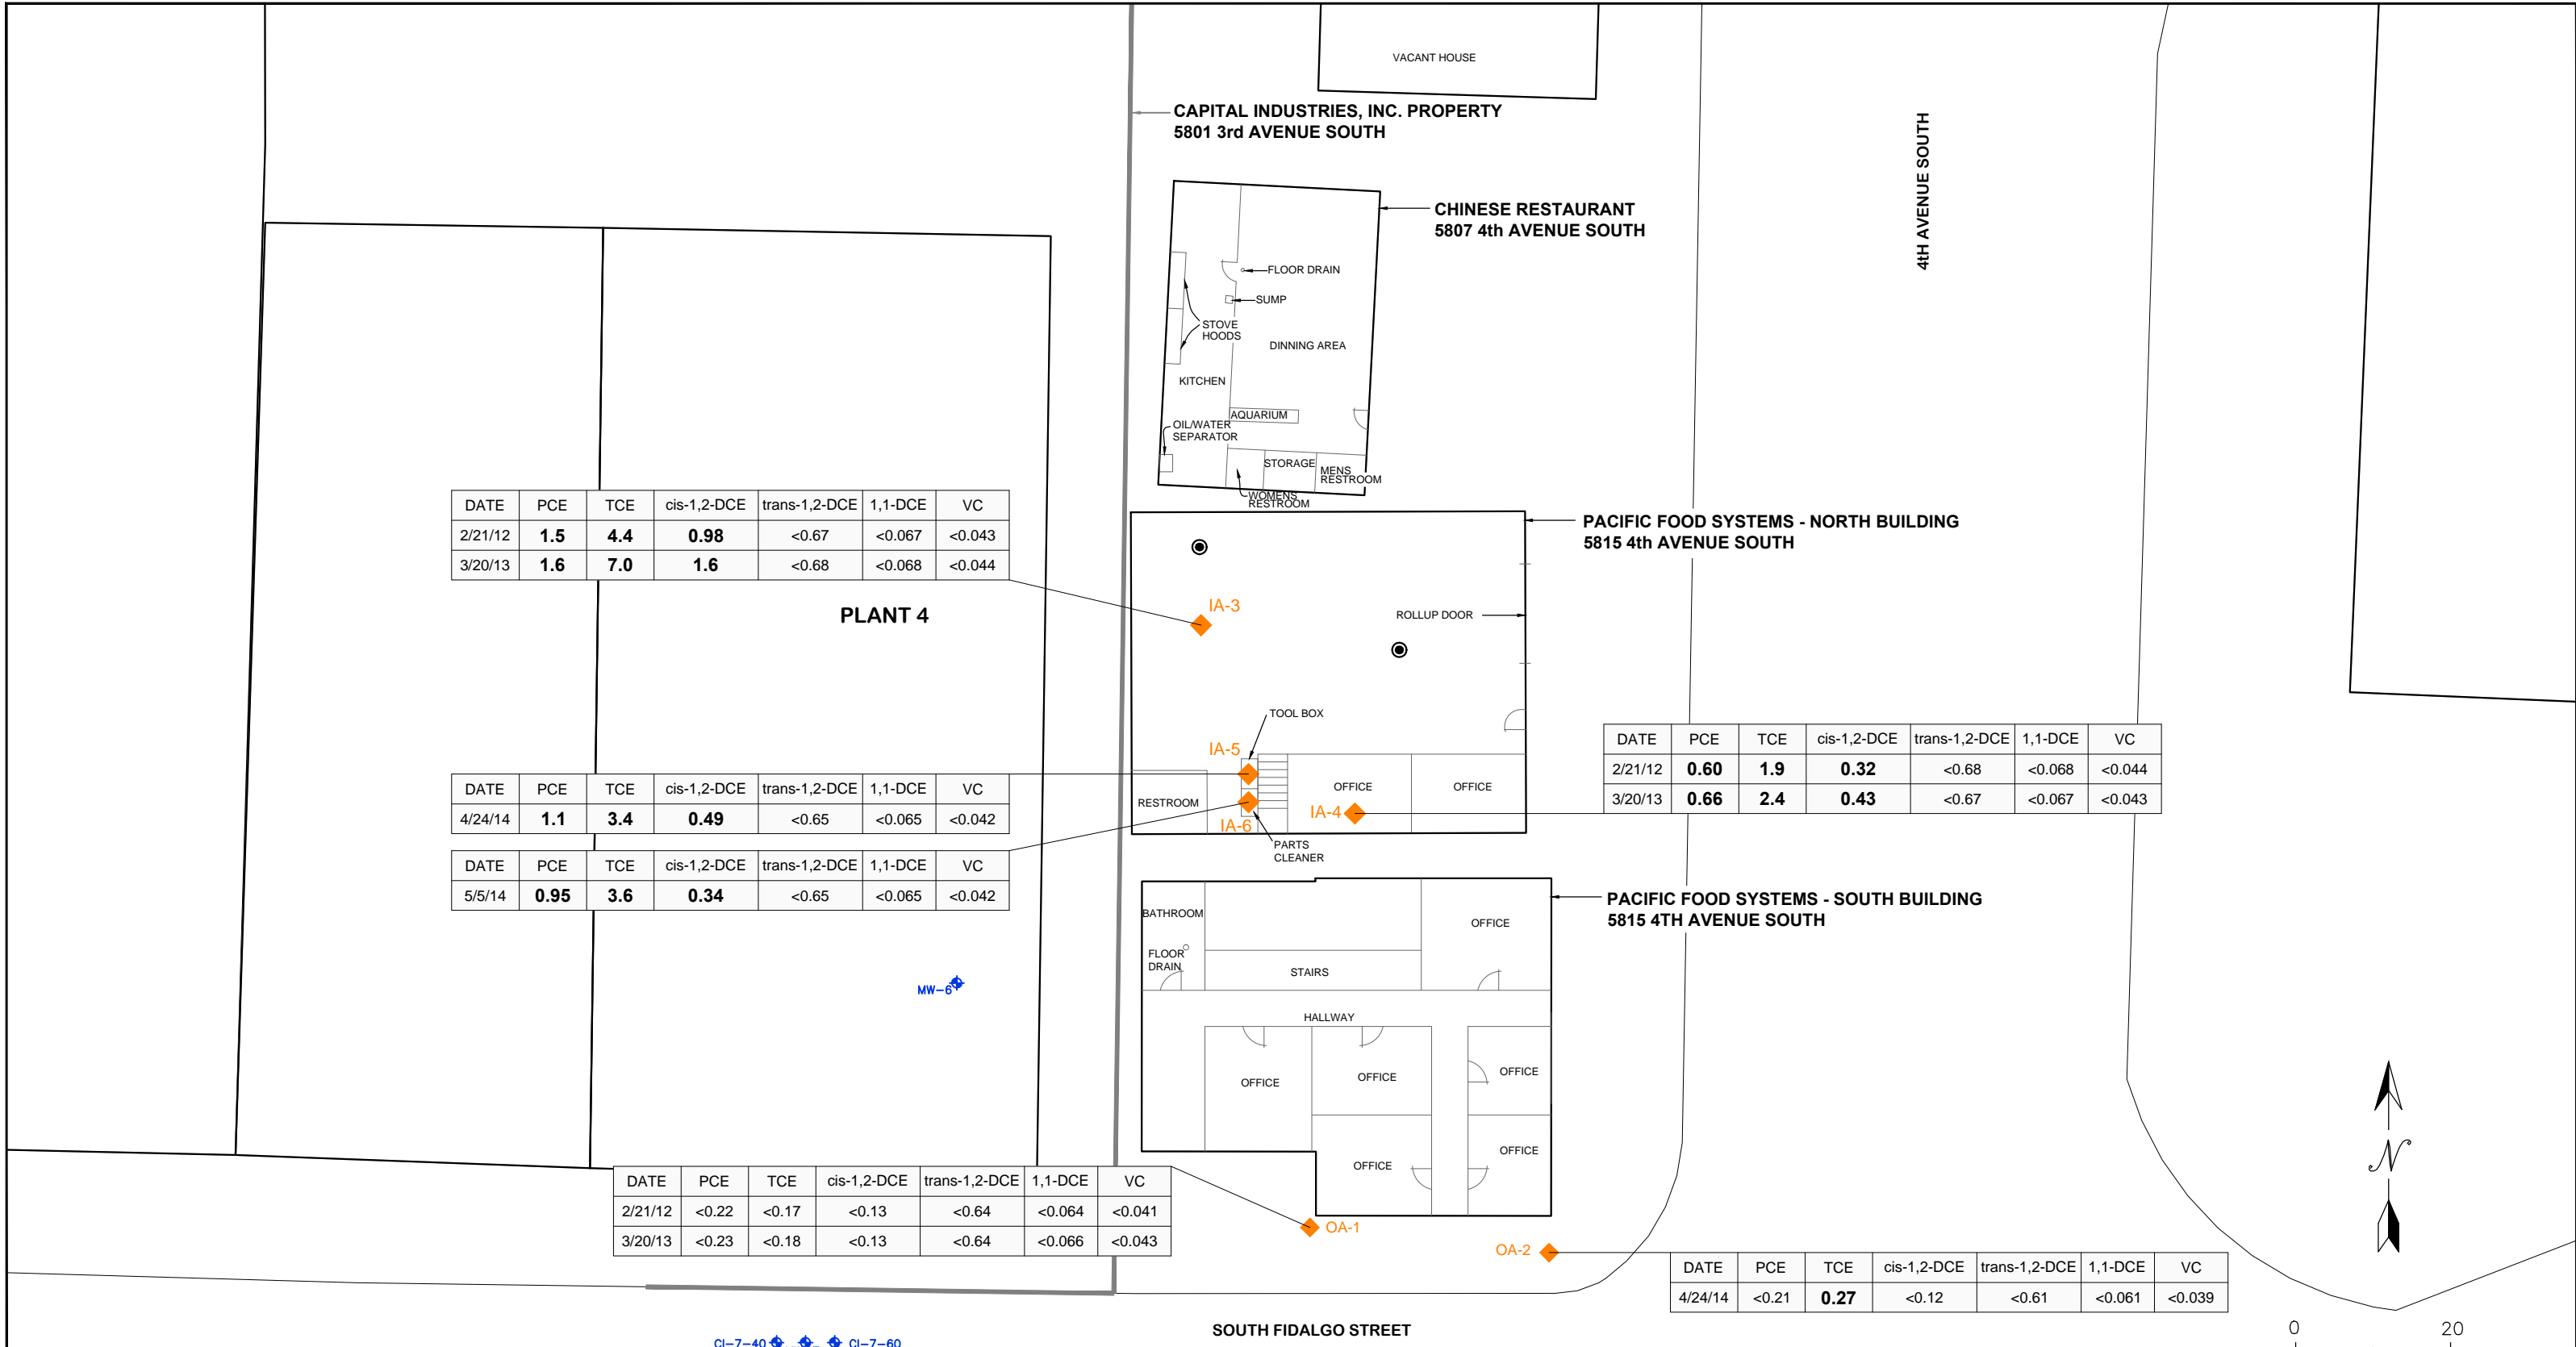 VACANT HOUSE
CAPITAL INDUSTRIES, INC. PROPERTY
5801 3rd AVENUE SOUTH
4tH AVENUE SOUTH
CHINESE RESTAURANT
5807 4th AVENUE SOUTH
FLOOR DRAIN
SUMP
STOVE
HOODS
DINNING AREA
KITCHEN
AQUARIUM
OIL/WATER
SEPARATOR
STORAGE
MENS
RESTROOM
WOMENS
RESTROOM
DATE PCE TCE cis-1,2-DCE trans-1,2-DCE 1,1-DCE VC
2/21/12 1.5 4.4 0.98 <0.67 <0.067 <0.043
3/20/13 1.6 7.0 1.6 <0.68 <0.068 <0.044
PACIFIC FOOD SYSTEMS - NORTH BUILDING
5815 4th AVENUE SOUTH
PLANT 4
IA-3
ROLLUP DOOR
TOOL BOX
IA-5
DATE PCE TCE cis-1,2-DCE trans-1,2-DCE 1,1-DCE VC
2/21/12 0.60 1.9 0.32 <0.68 <0.068 <0.044
3/20/13 0.66 2.4 0.43 <0.67 <0.067 <0.043
DATE PCE TCE cis-1,2-DCE trans-1,2-DCE 1,1-DCE VC
4/24/14 1.1 3.4 0.49 <0.65 <0.065 <0.042
RESTROOM
OFFICE
OFFICE
IA-4
IA-6
PARTS
CLEANER
DATE PCE TCE cis-1,2-DCE trans-1,2-DCE 1,1-DCE VC
5/5/14 0.95 3.6 0.34 <0.65 <0.065 <0.042
PACIFIC FOOD SYSTEMS - SOUTH BUILDING
5815 4TH AVENUE SOUTH
BATHROOM
OFFICE
FLOOR
DRAIN
STAIRS
MW-6
HALLWAY
OFFICE
OFFICE
OFFICE
OFFICE
OFFICE
DATE PCE TCE cis-1,2-DCE trans-1,2-DCE 1,1-DCE VC
2/21/12 <0.22 <0.17 <0.13 <0.64 <0.064 <0.041
3/20/13 <0.23 <0.18 <0.13 <0.64 <0.066 <0.043
OA-1
OA-2
N
DATE PCE TCE cis-1,2-DCE trans-1,2-DCE 1,1-DCE VC
4/24/14 <0.21 0.27 <0.12 <0.61 <0.061 <0.039
SOUTH FIDALGO STREET
0 20
CI-7-40
CI-7-60